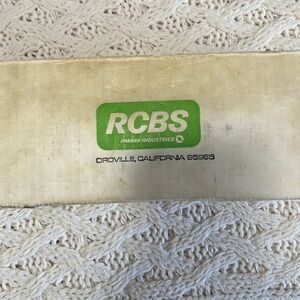 RCBS
OMARK INDUSTRIES
OROVILLE, CALIFORNIA 95965